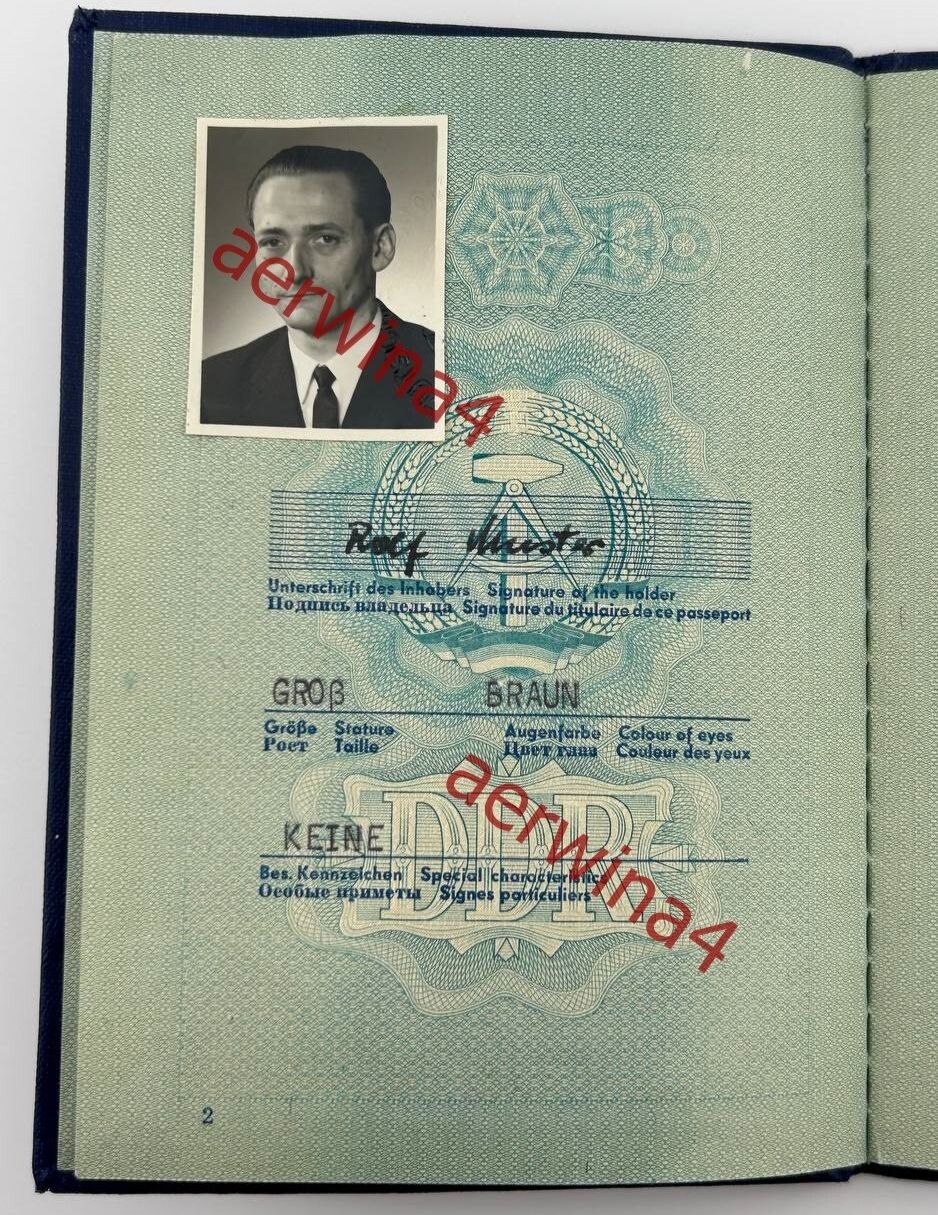 aerwina4
Rolf Muster
Unterschrift des Inhabers Signature of the holder
Подпись владельца Signature du titulaire de ce passeport
GROß BRAUN
Größe Stature Augenfarbe Colour of eyes
Рост Taille Цвет глаз Couleur des yeux
aerwina4
KEINE
DDR
Bes. Kennzeichen Special characteristics
Особые приметы Signes particuliers
2